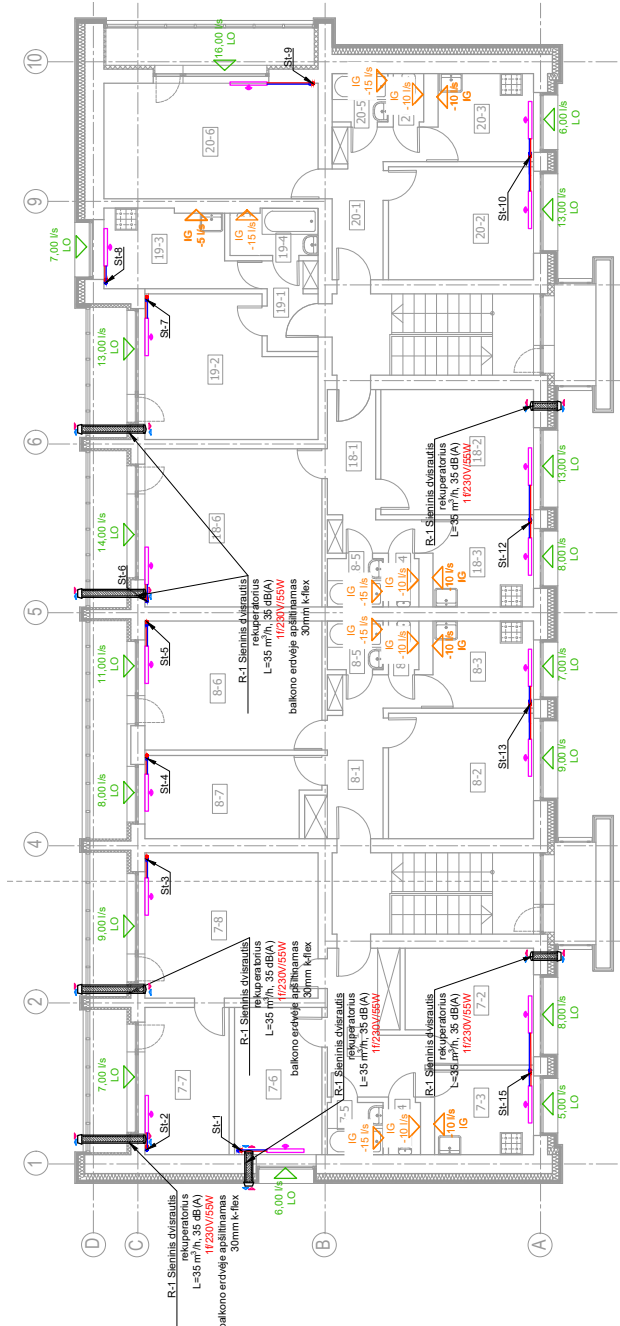 10
9
6
5
4
2
1
D
C
B
A
16,00 l/s
LO
St-9
20-6
IG
-15 l/s
20-5
-10 l/s
IG
2
-10 l/s
IG
20-3
6,00 l/s
LO
St-10
13,00 l/s
LO
20-1
20-2
7,00 l/s
LO
St-8
19-3
IG
-5 l/s
IG
-15 l/s
19-4
19-1
St-7
13,00 l/s
LO
19-2
14,00 l/s
LO
St-6
18-6
18-1
18-2
R-1 Sieninis dvisrautis
rekuperatorius
L=35 m³/h, 35 dB(A)
1f/230V/55W
13,00 l/s
LO
St-12
8,00 l/s
LO
8-5
IG
-15 l/s
4
IG
-10 l/s
-10 l/s
IG
18-3
R-1 Sieninis dvisrautis
rekuperatorius
L=35 m³/h, 35 dB(A)
1f/230V/55W
balkono erdvėje apšiltinamas
30mm k-flex
11,00 l/s
LO
St-5
8-6
8,00 l/s
LO
St-4
8-7
8-5
IG
-15 l/s
8
IG
-10 l/s
-10 l/s
IG
8-3
7,00 l/s
LO
St-13
9,00 l/s
LO
8-1
8-2
9,00 l/s
LO
St-3
7-8
R-1 Sieninis dvisrautis
rekuperatorius
L=35 m³/h, 35 dB(A)
1f/230V/55W
balkono erdvėje apšiltinamas
30mm k-flex
7,00 l/s
LO
St-2
7-7
St-1
7-6
R-1 Sieninis dvisrautis
rekuperatorius
L=35 m³/h, 35 dB(A)
1f/230V/55W
R-1 Sieninis dvisrautis
rekuperatorius
L=35 m³/h, 35 dB(A)
1f/230V/55W
7-2
8,00 l/s
LO
St-15
5,00 l/s
LO
7-5
IG
-15 l/s
4
IG
-10 l/s
-10 l/s
IG
7-3
6,00 l/s
LO
R-1 Sieninis dvisrautis
rekuperatorius
L=35 m³/h, 35 dB(A)
1f/230V/55W
balkono erdvėje apšiltinamas
30mm k-flex